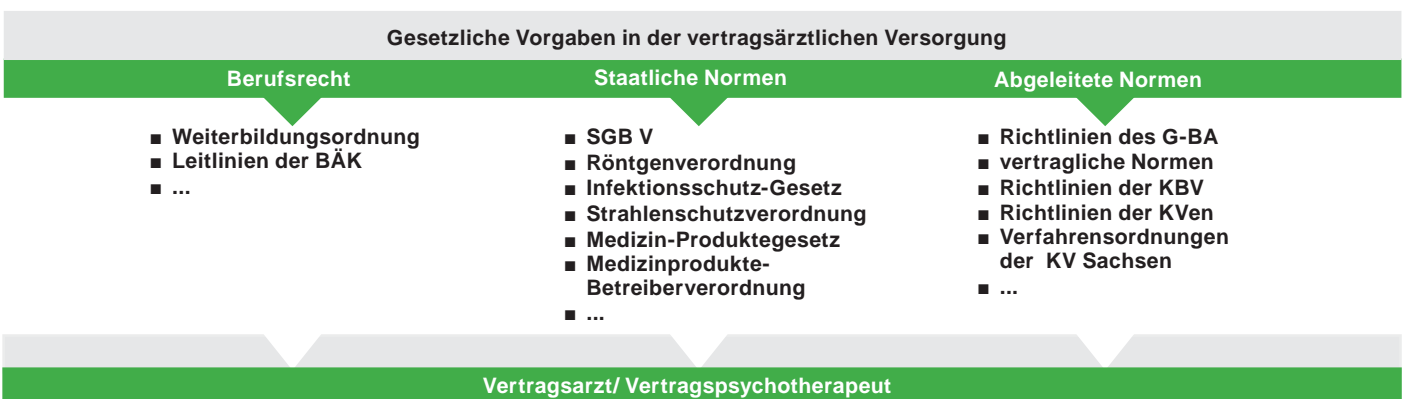 Gesetzliche Vorgaben in der vertragsärztlichen Versorgung
Berufsrecht
Staatliche Normen
Abgeleitete Normen
■ Weiterbildungsordnung
■ Leitlinien der BÄK
■ ...
■ SGB V
■ Röntgenverordnung
■ Infektionsschutz-Gesetz
■ Strahlenschutzverordnung
■ Medizin-Produktegesetz
■ Medizinprodukte-
Betreiberverordnung
■ ...
■ Richtlinien des G-BA
■ vertragliche Normen
■ Richtlinien der KBV
■ Richtlinien der KVen
■ Verfahrensordnungen
der KV Sachsen
■ ...
Vertragsarzt/ Vertragspsychotherapeut